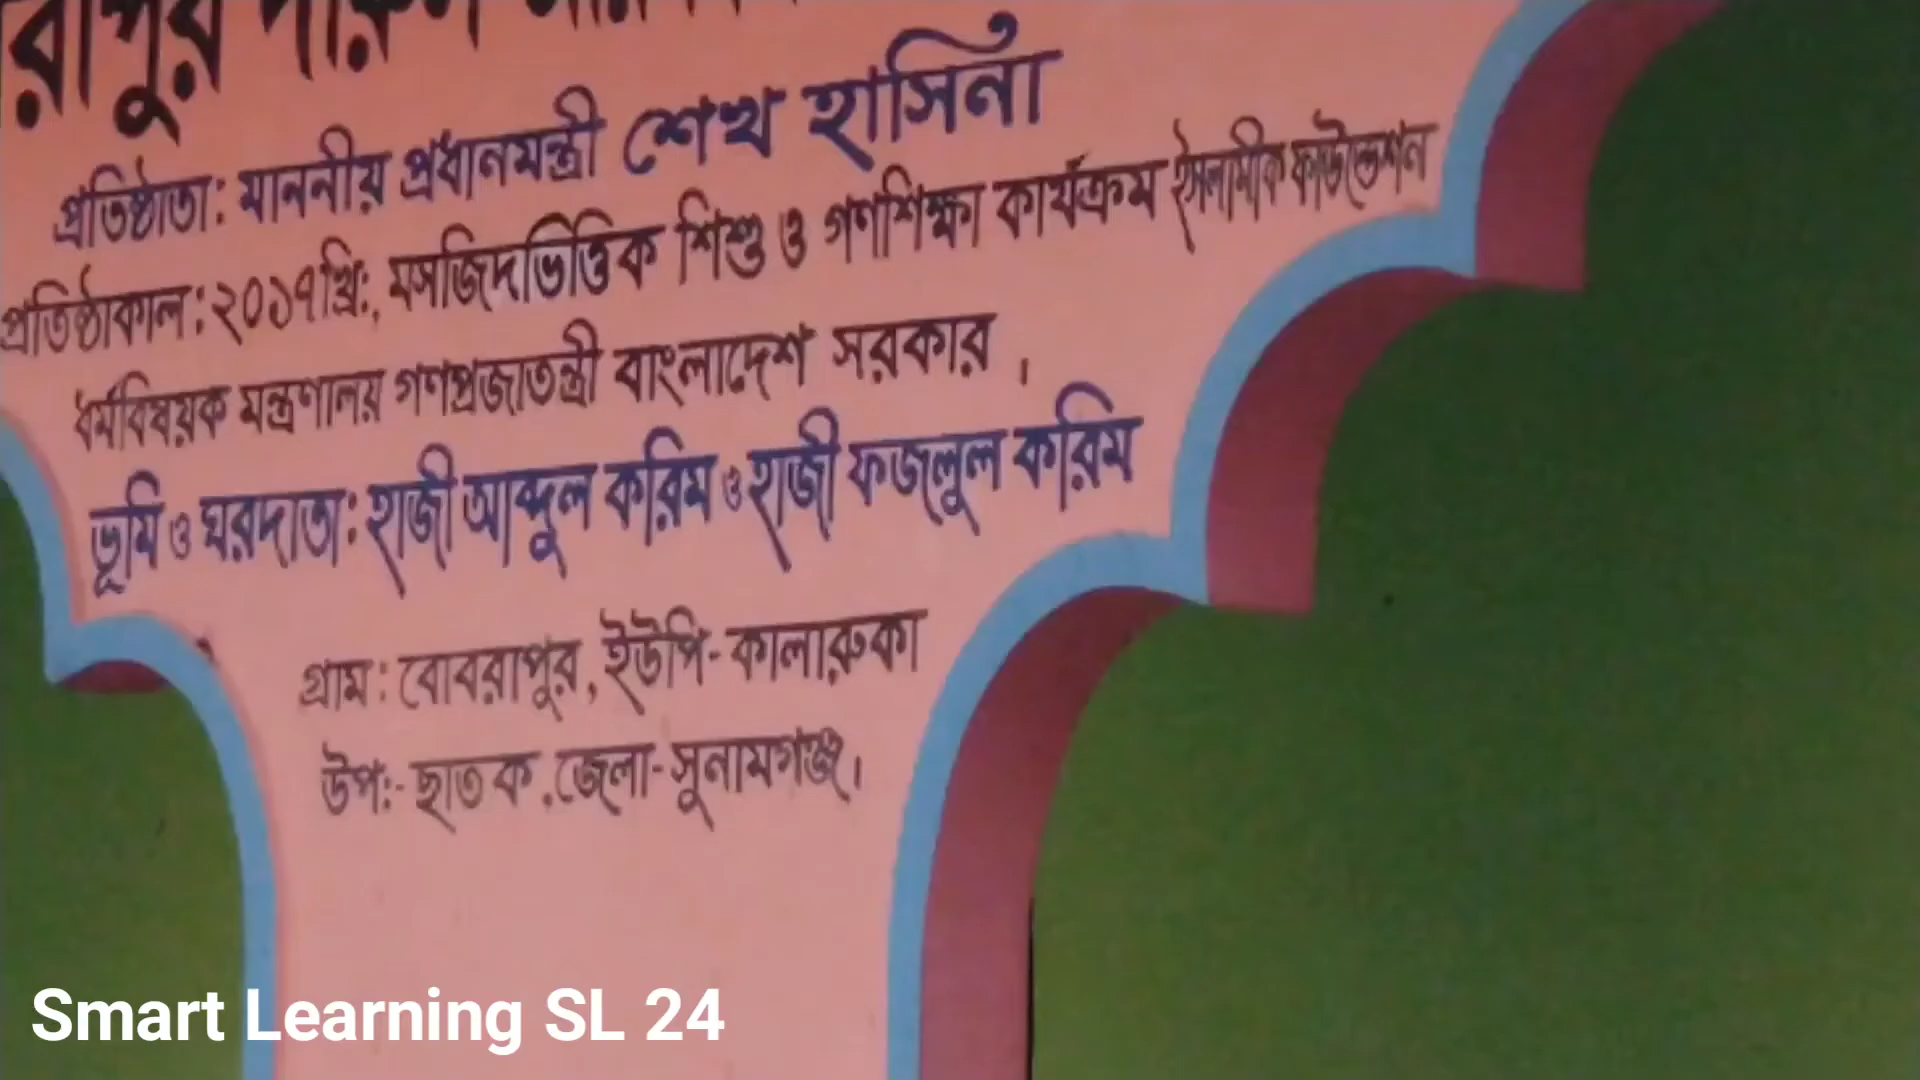 প্রতিষ্ঠাতা: মাননীয় প্রধানমন্ত্রী শেখ হাসিনা
প্রতিষ্ঠাকাল: ২০১৭খ্রি:, মসজিদভিত্তিক শিশু ও গণশিক্ষা কার্যক্রম ইসলামীক ফাউন্ডেশন
ধর্মবিষয়ক মন্ত্রণালয় গণপ্রজাতন্ত্রী বাংলাদেশ সরকার ।
ভূমি ও ঘরদাতা: হাজী আব্দুল করিম ও হাজী ফজলুল করিম
গ্রাম: বোবরাপুর, ইউপি- কালারুকা
উপ:- ছাতক .জেলা- সুনামগঞ্জ।
Smart Learning SL 24